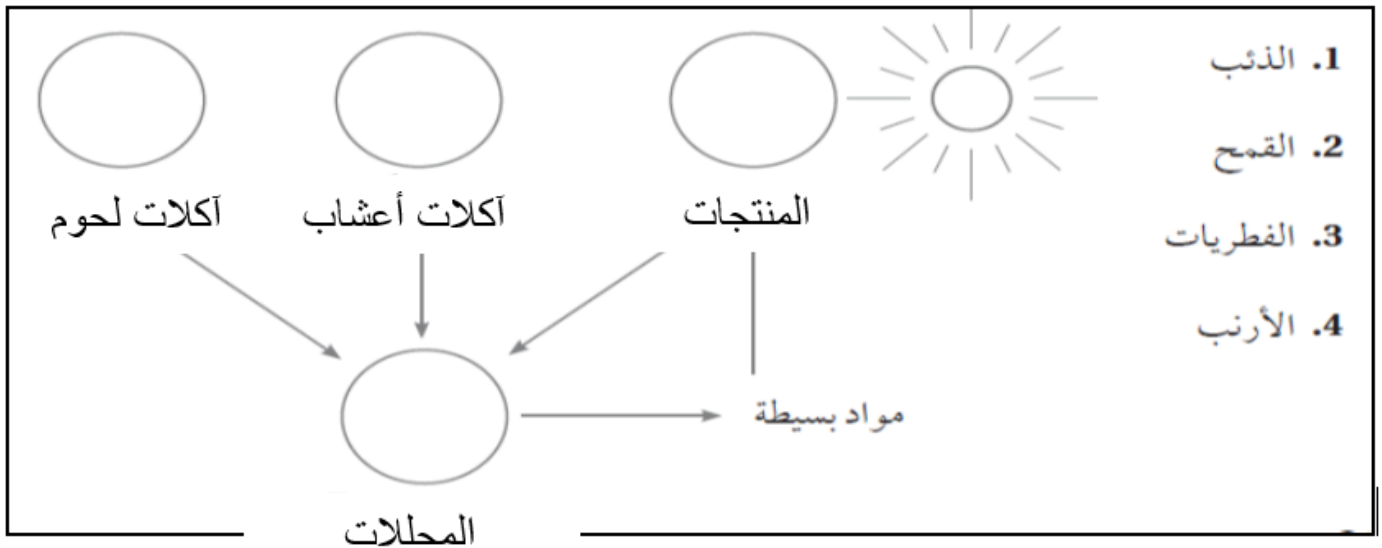 1. الذئب
2. القمح
3. الفطريات
4. الأرنب
المنتجات
آكلات أعشاب
آكلات لحوم
مواد بسيطة
المحللات